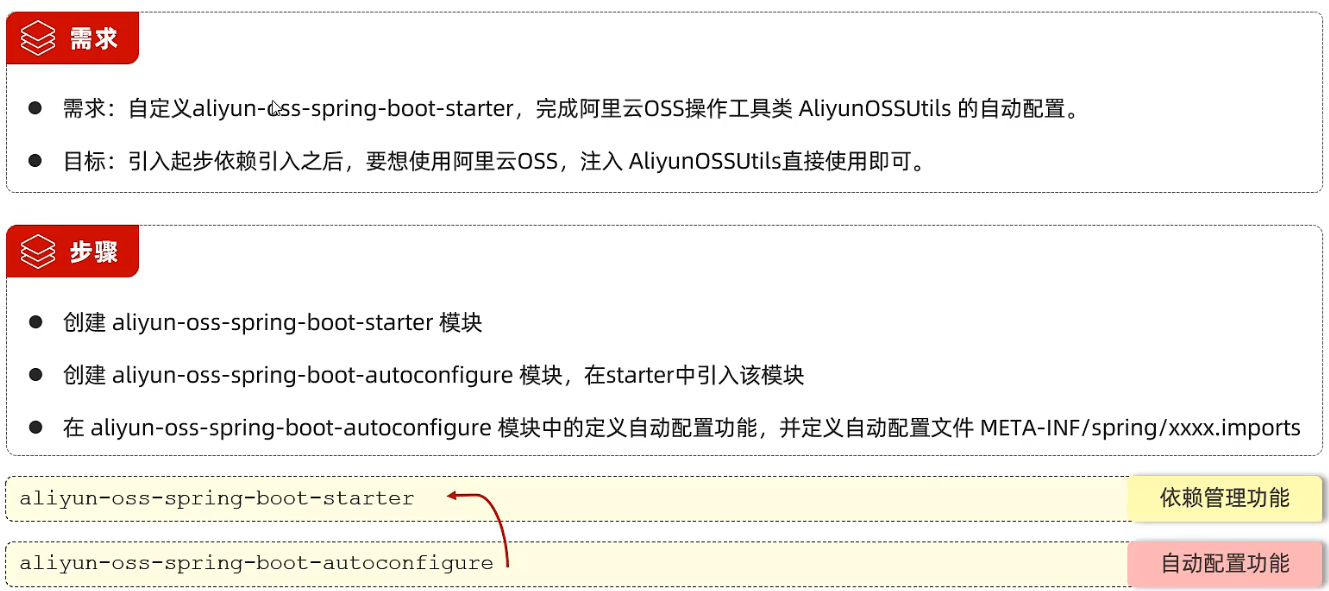 需求
需求：自定义aliyun-oss-spring-boot-starter，完成阿里云OSS操作工具类 AliyunOSSUtils 的自动配置。
目标：引入起步依赖引入之后，要想使用阿里云OSS，注入 AliyunOSSUtils直接使用即可。
步骤
创建 aliyun-oss-spring-boot-starter 模块
创建 aliyun-oss-spring-boot-autoconfigure 模块，在starter中引入该模块
在 aliyun-oss-spring-boot-autoconfigure 模块中的定义自动配置功能，并定义自动配置文件 META-INF/spring/xxxx.imports
aliyun-oss-spring-boot-starter 依赖管理功能
aliyun-oss-spring-boot-autoconfigure 自动配置功能